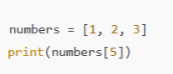 numbers = [1, 2, 3]
print(numbers[5])